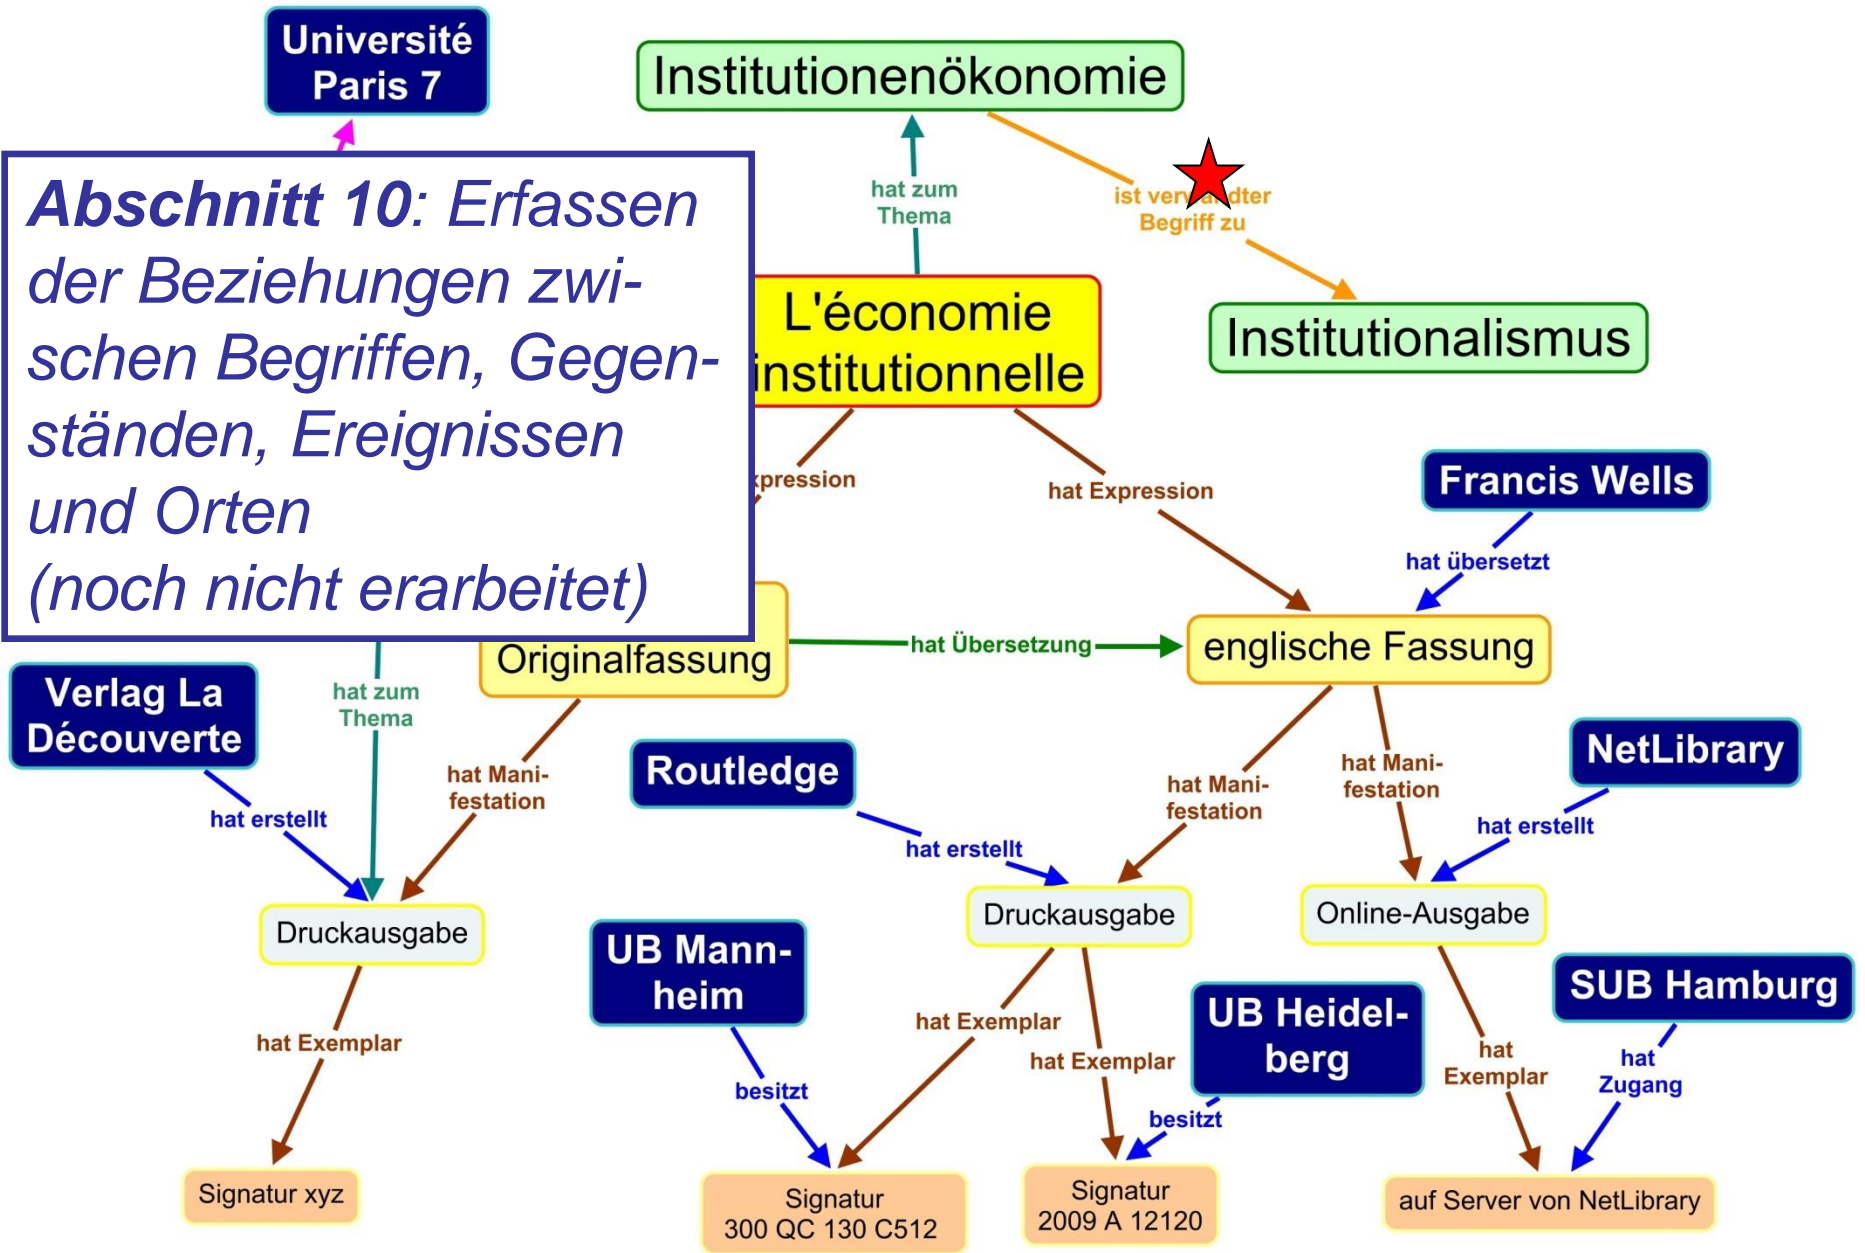 Université
Paris 7
Institutionenökonomie
Abschnitt 10: Erfassen
der Beziehungen zwi-
schen Begriffen, Gegen-
ständen, Ereignissen
und Orten
(noch nicht erarbeitet)
hat zum
Thema
ist
Begriff zu
L'économie
institutionnelle
Institutionalismus
hat Expression
Francis Wells
hat übersetzt
Originalfassung
hat Übersetzung
englische Fassung
Verlag La
Découverte
hat zum
Thema
hat erstellt
hat Mani-
festation
Routledge
hat erstellt
hat Mani-
festation
hat Mani-
festation
NetLibrary
hat erstellt
Druckausgabe
Druckausgabe
Online-Ausgabe
UB Mann-
heim
UB Heidel-
berg
SUB Hamburg
hat Exemplar
besitzt
hat Exemplar
hat Exemplar
besitzt
hat
Exemplar
hat
Zugang
Signatur xyz
Signatur
300 QC 130 C512
Signatur
2009 A 12120
auf Server von NetLibrary